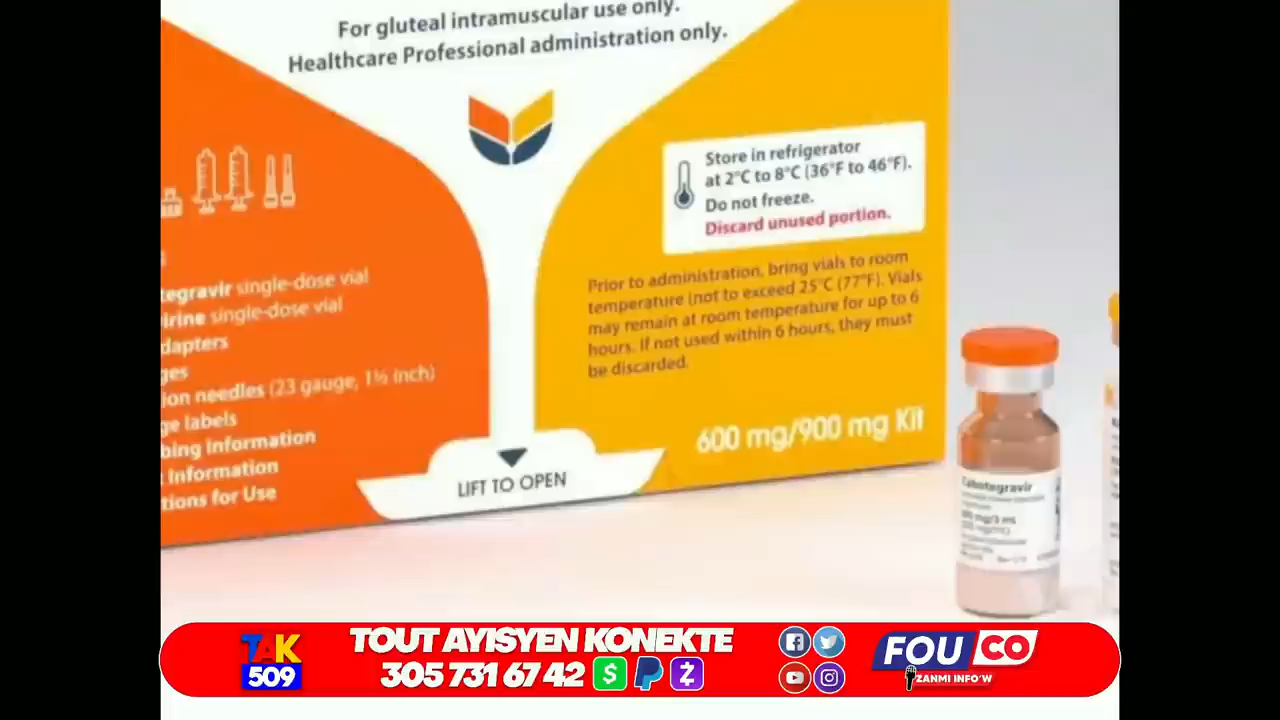 For gluteal intramuscular use only.
Healthcare Professional administration only.
Store in refrigerator
at 2°C to 8°C (36°F to 46°F).
Do not freeze.
Discard unused portion.
tegravir single-dose vial
irine single-dose vial
dapters
ges
ion needles (23 gauge, 1½ inch)
ge labels
bing Information
t Information
tions for Use
Prior to administration, bring vials to room
temperature (not to exceed 25°C (77°F). Vials
may remain at room temperature for up to 6
hours. If not used within 6 hours, they must
be discarded.
600 mg/900 mg Kit
LIFT TO OPEN
Cabotegravir
TAK
509
TOUT AYISYEN KONEKTE
305 731 67 42
FOU CO
ZANMI INFO'W